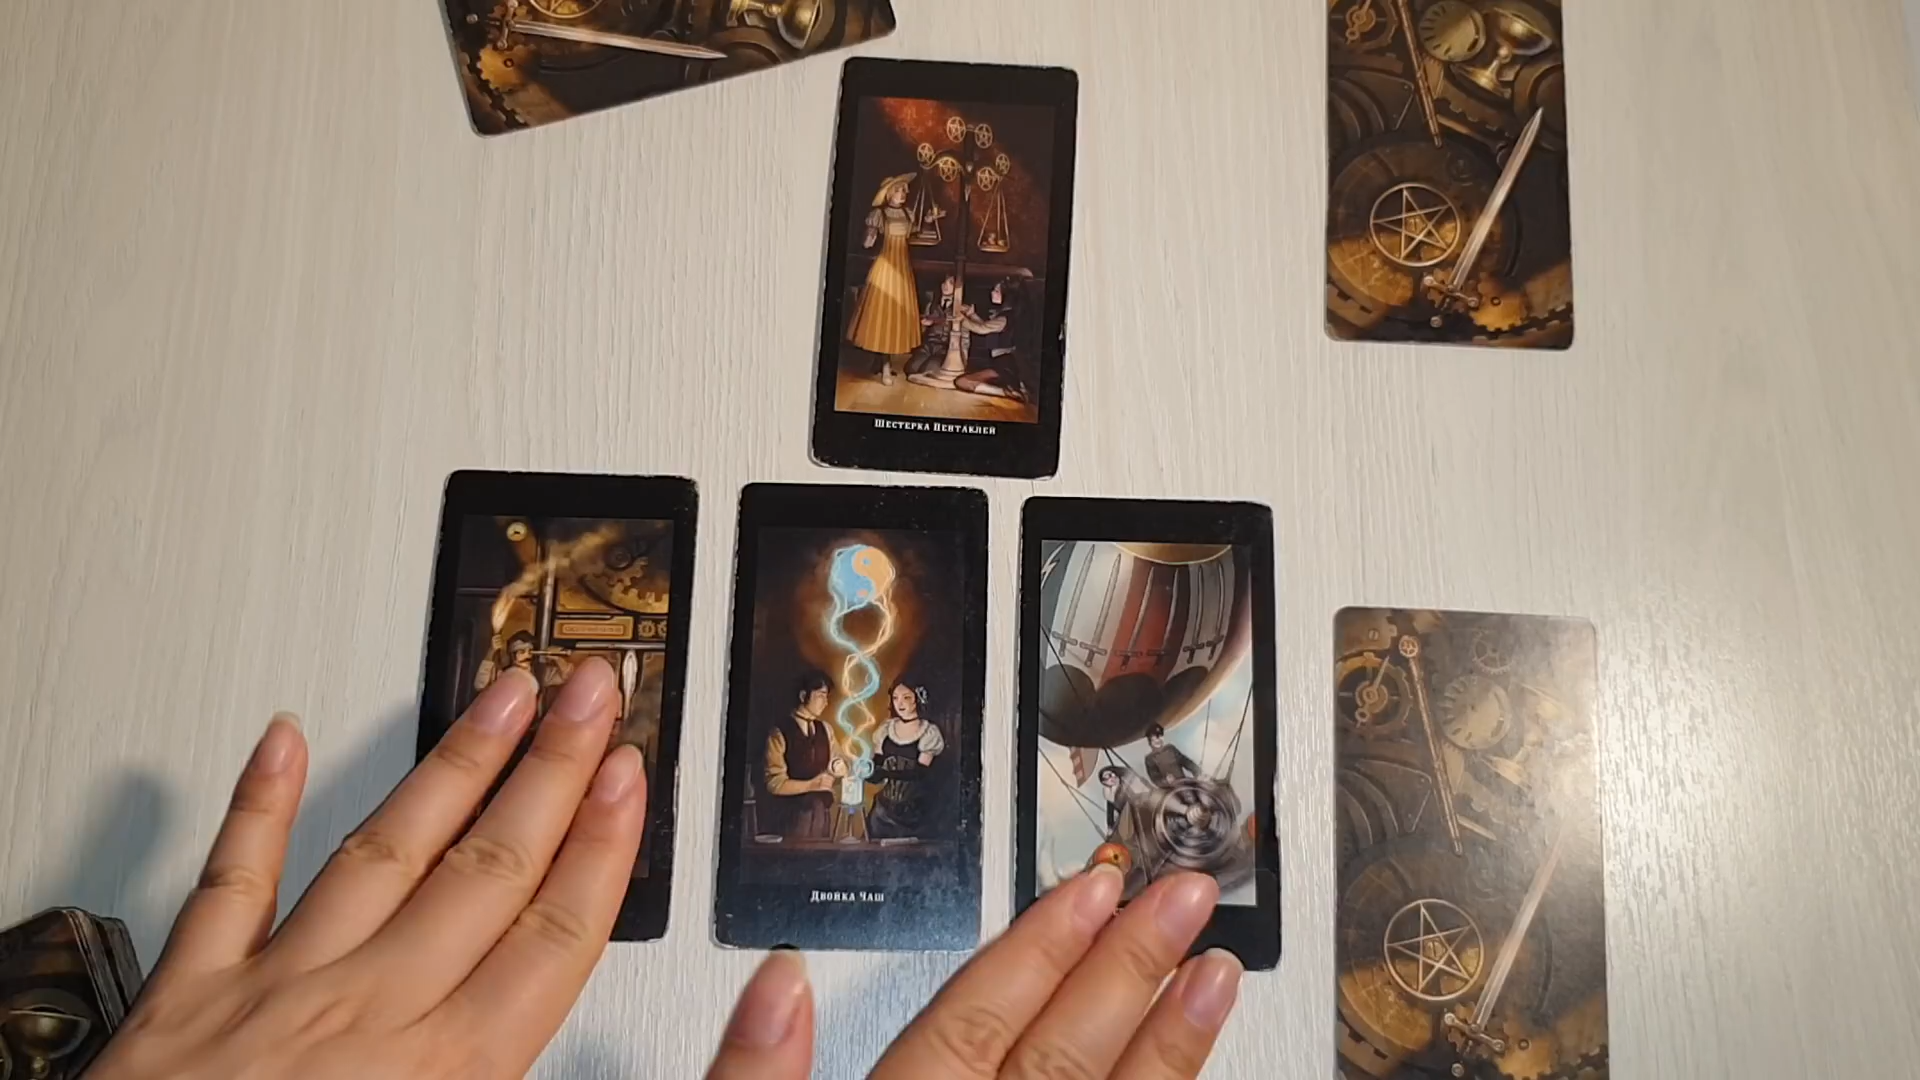 Шестерка Пентаклей
Двойка Чаш